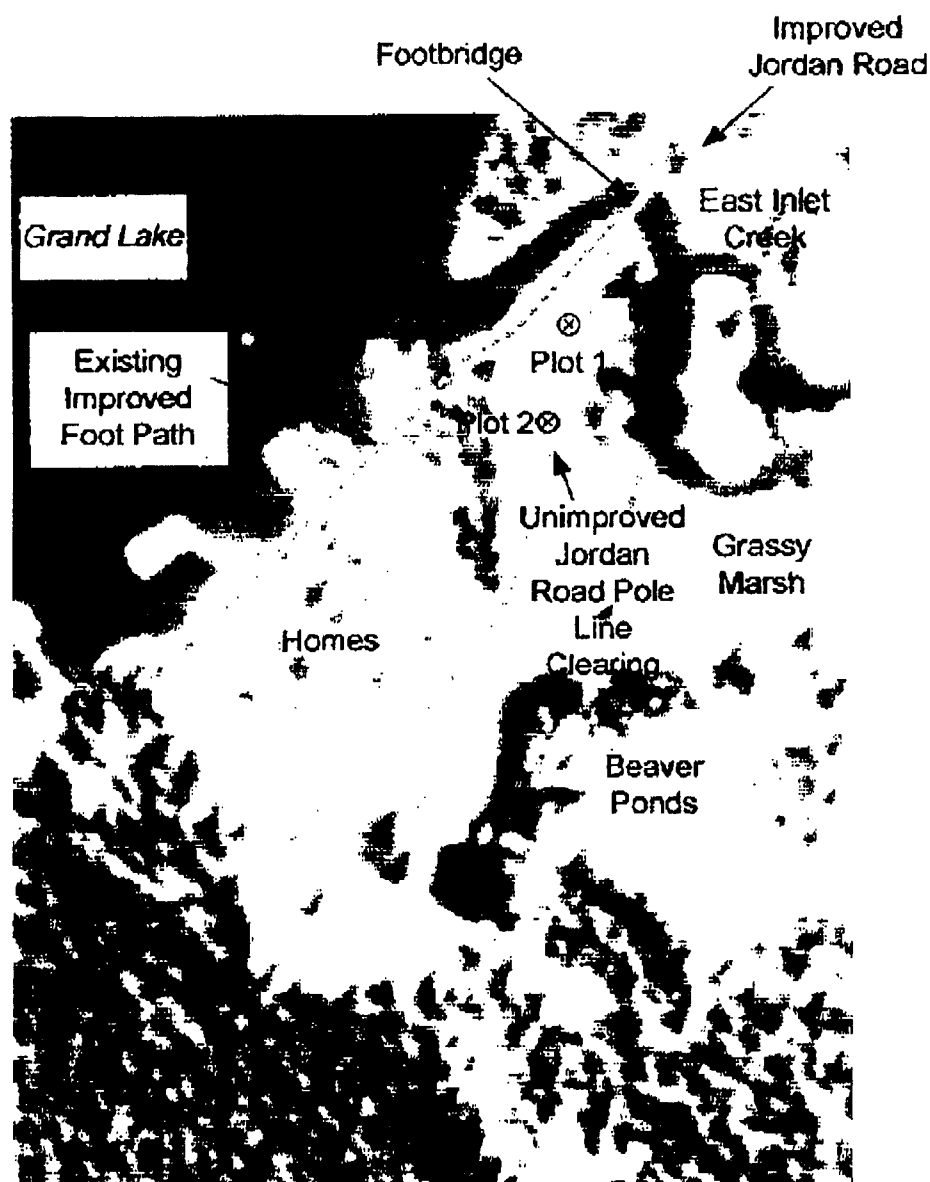 Footbridge
Improved
Jordan Road
Grand Lake
East Inlet
Creek
Existing
Improved
Foot Path
Plot 1
Plot 2
Unimproved
Jordan
Road Pole
Line
Clearing
Grassy
Marsh
Homes
Beaver
Ponds